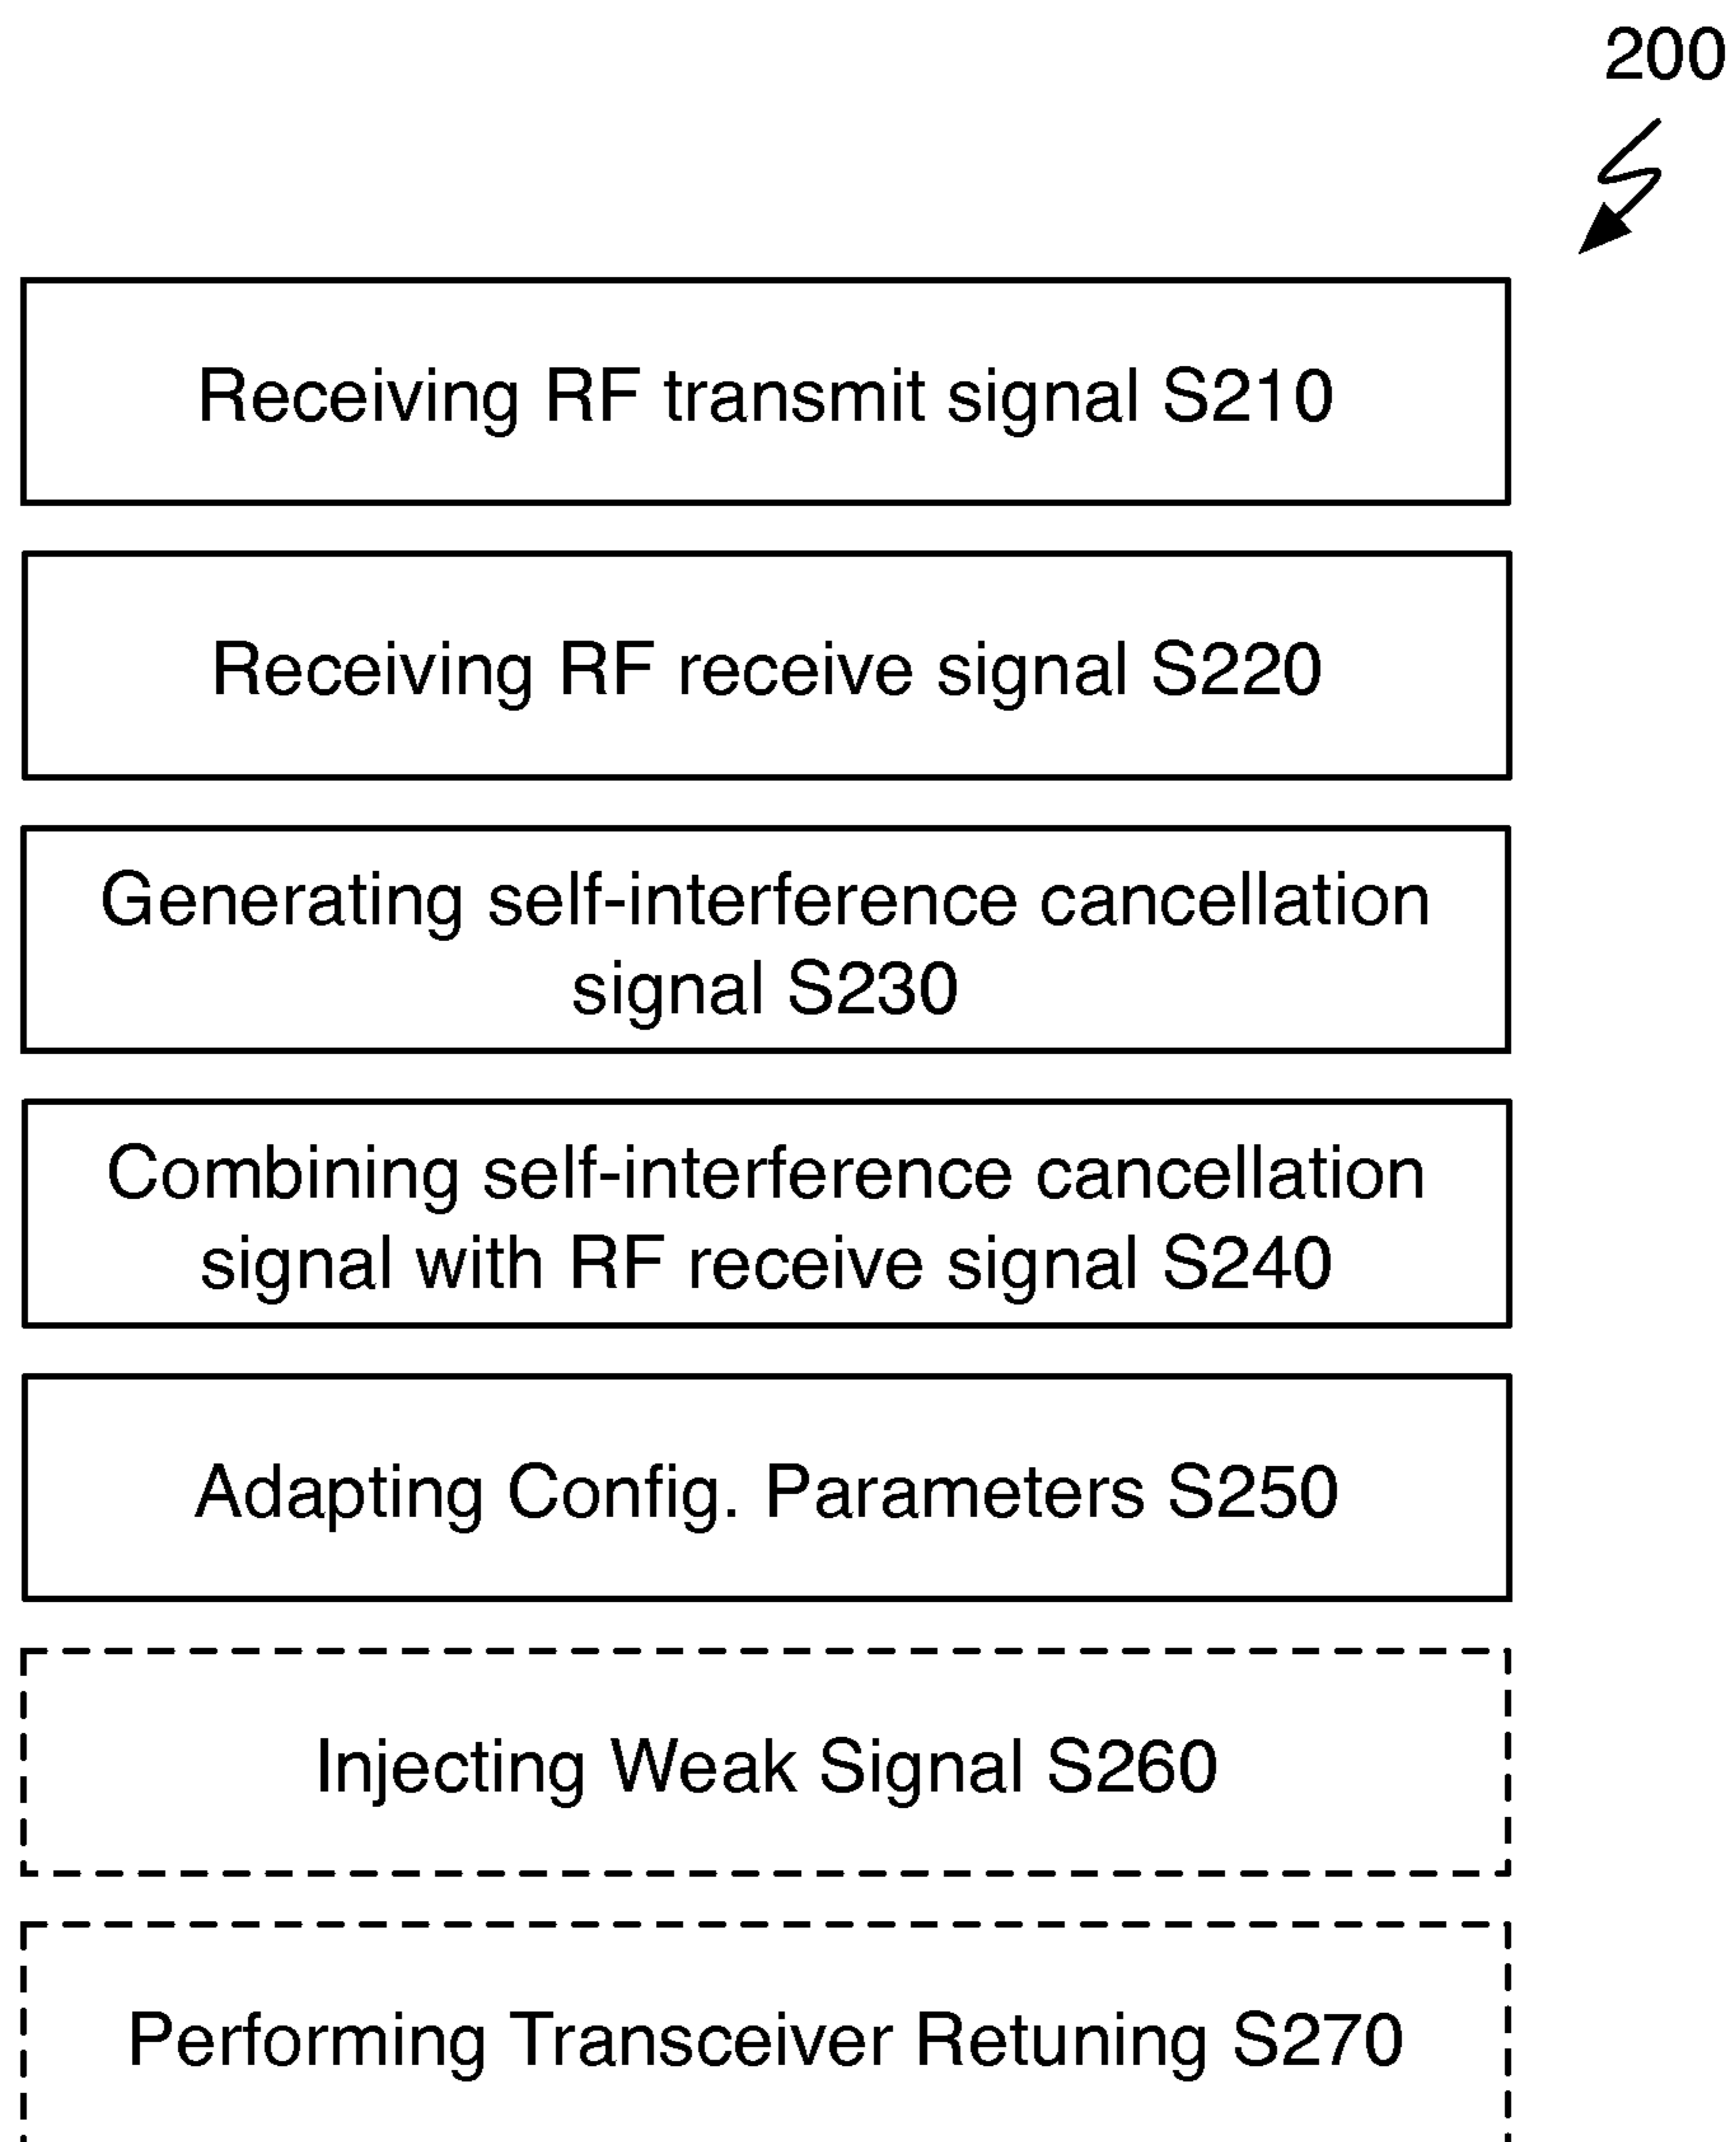 200
Receiving RF transmit signal S210
Receiving RF receive signal S220
Generating self-interference cancellation
signal S230
Combining self-interference cancellation
signal with RF receive signal S240
Adapting Config. Parameters S250
Injecting Weak Signal S260
Performing Transceiver Retuning S270